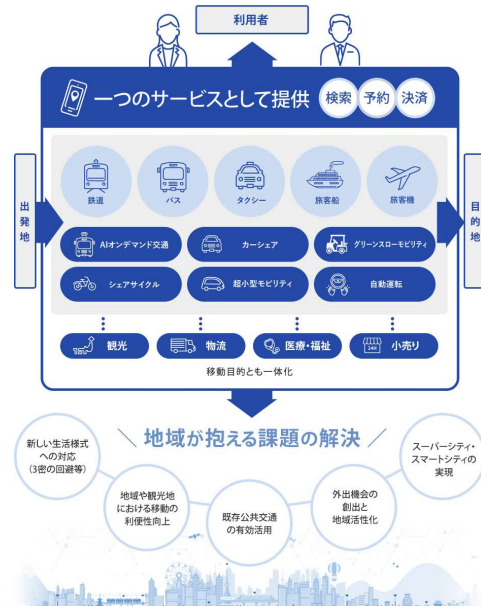 利用者
一つのサービスとして提供
検索 予約 決済
出発地
目的地
鉄道
バス
タクシー
旅客船
旅客機
AIオンデマンド交通
カーシェア
グリーンスローモビリティ
シェアサイクル
超小型モビリティ
自動運転
観光
物流
医療・福祉
24H
小売り
移動目的とも一体化
地域が抱える課題の解決
新しい生活様式
への対応
(3密の回避等)
地域や観光地
における移動の
利便性向上
既存公共交通
の有効活用
外出機会の
創出と
地域活性化
スーパーシティ・
スマートシティの
実現